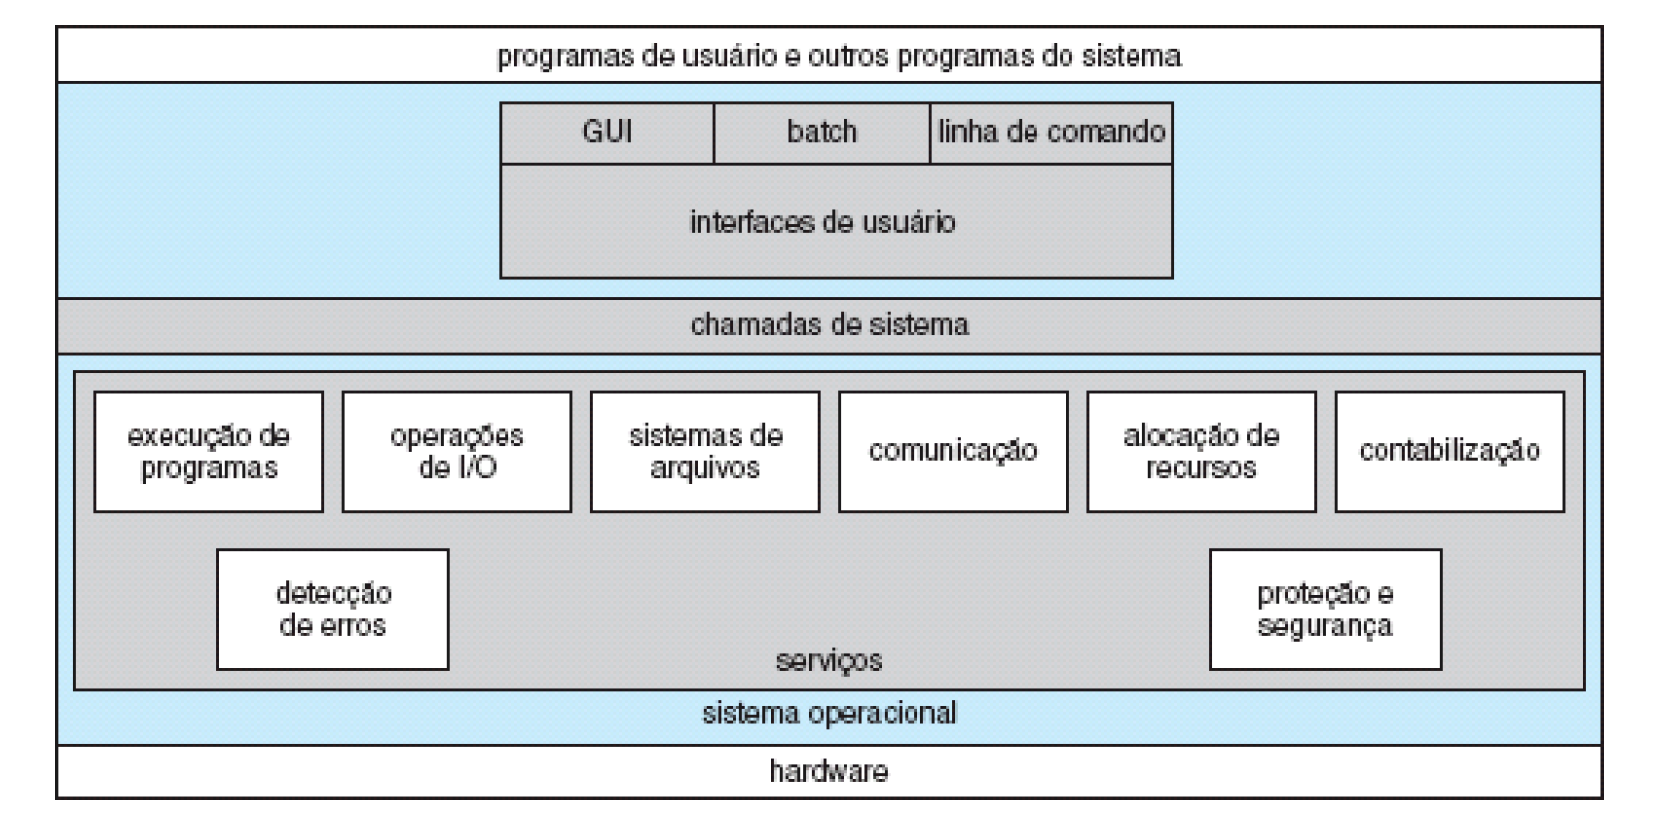 programas de usuário e outros programas do sistema
GUI
batch
linha de comando
interfaces de usuário
chamadas de sistema
execução de
programas
operações
de I/O
sistemas de
arquivos
comunicação
alocação de
recursos
contabilização
detecção
de erros
proteção e
segurança
serviços
sistema operacional
hardware